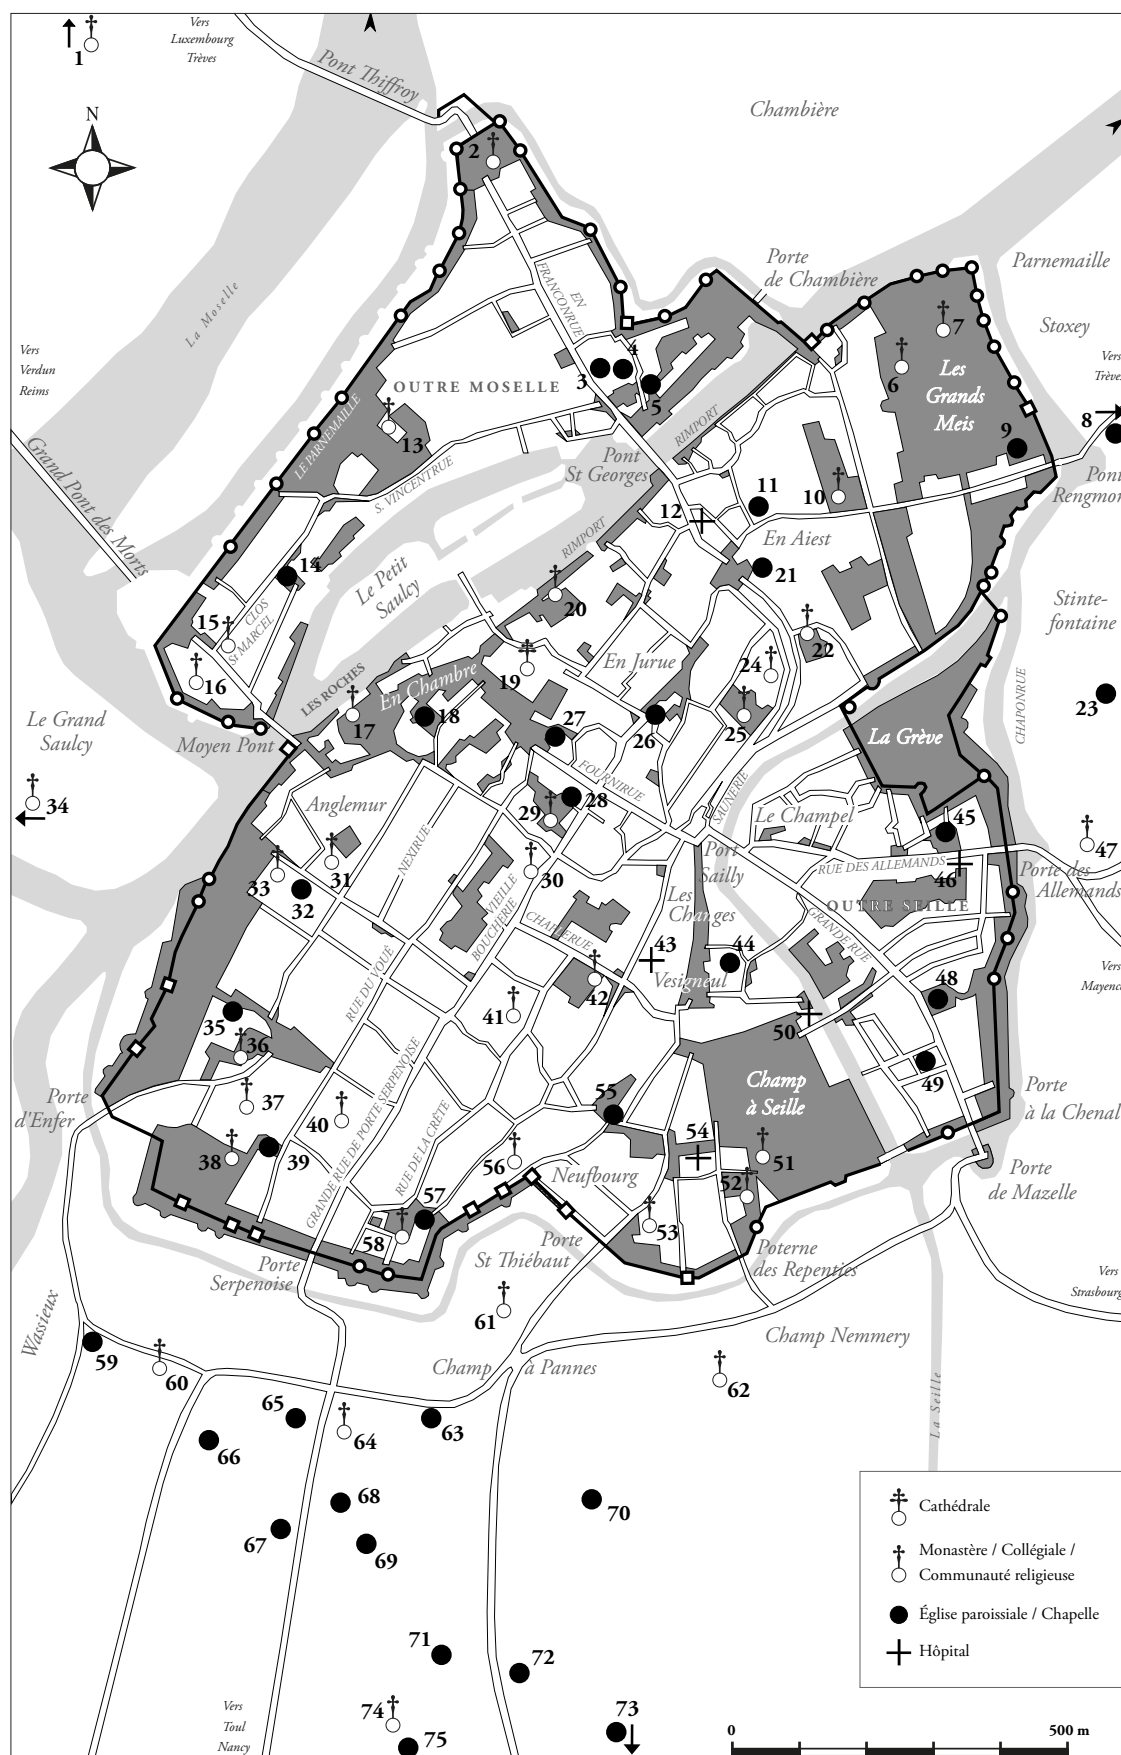 Vers
Luxembourg
Trèves
1
Pont Thiffroy
Chambière
N
2
La Moselle
Porte
de Chambière
Parnemaille
EN
FRANCONRUE
7
Stoxey
Vers
Verdun
Reims
Vers
Trèves
3
4
5
6
OUTRE MOSELLE
Les
Grands
Meis
LE PARNEMAILLE
13
RIMPORT
8
9
Grand Pont des Morts
S. VINCENTRUE
Pont
St Georges
Pont
Rengmon
10
11
12
En Aiest
RIMPORT
14
Le Petit
Saulcy
20
21
Stinte-
fontaine
15
CLOS
St MARCEL
22
16
LES ROCHES
En Chambre
19
En Jurue
24
17
18
23
CHAPONRUE
Le Grand
Saulcy
Moyen Pont
27
26
25
La Grève
34
Anglemur
FOURNIRUE
28
29
SAUNERIE
Le Champel
45
47
NEXIRUE
Port
Sailly
RUE DES ALLEMANDS
Porte des
Allemands
33
31
30
46
32
VIEILLE
BOUCHERIE
Les
Changes
OUTRE SEILLE
CHAPLERUE
GRANDE RUE
43
44
RUE DU VOUÉ
42
Vesigneul
Vers
Mayence
48
35
41
50
36
GRANDE RUE DE PORTE SERPENOISE
49
Porte
d'Enfer
37
40
RUE DE LA CRÊTE
55
Champ
à Seille
Porte
à la Chenal
38
39
54
51
56
Neufbourg
52
Porte
de Mazelle
57
58
53
Porte
St Thiébaut
Porte
Serpenoise
Poterne
des Repenties
Vers
Strasbourg
61
Wassieux
Champ Nemmery
59
60
Champ à Pannes
62
65
64
63
La Seille
66
68
70
67
69
Cathédrale
Monastère / Collégiale /
Communauté religieuse
Église paroissiale / Chapelle
Hôpital
71
72
Vers
Toul
Nancy
74
75
73
0 500 m